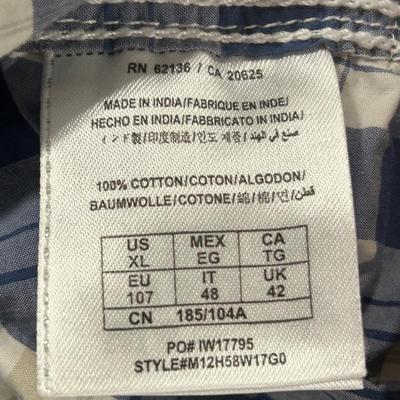 RN 62136 / CA 20625
MADE IN INDIA/FABRIQUE EN INDE/
HECHO EN INDIA/FABBRICATO IN INDIA/
インド製/印度制造/인도 제품/صنع في الهند/
100% COTTON/COTON/ALGODON/
BAUMWOLLE/COTONE/綿/棉/면/قطن/
US MEX CA
XL EG TG
EU IT UK
107 48 42
CN 185/104A
PO# IW17795
STYLE#M12H58W17G0